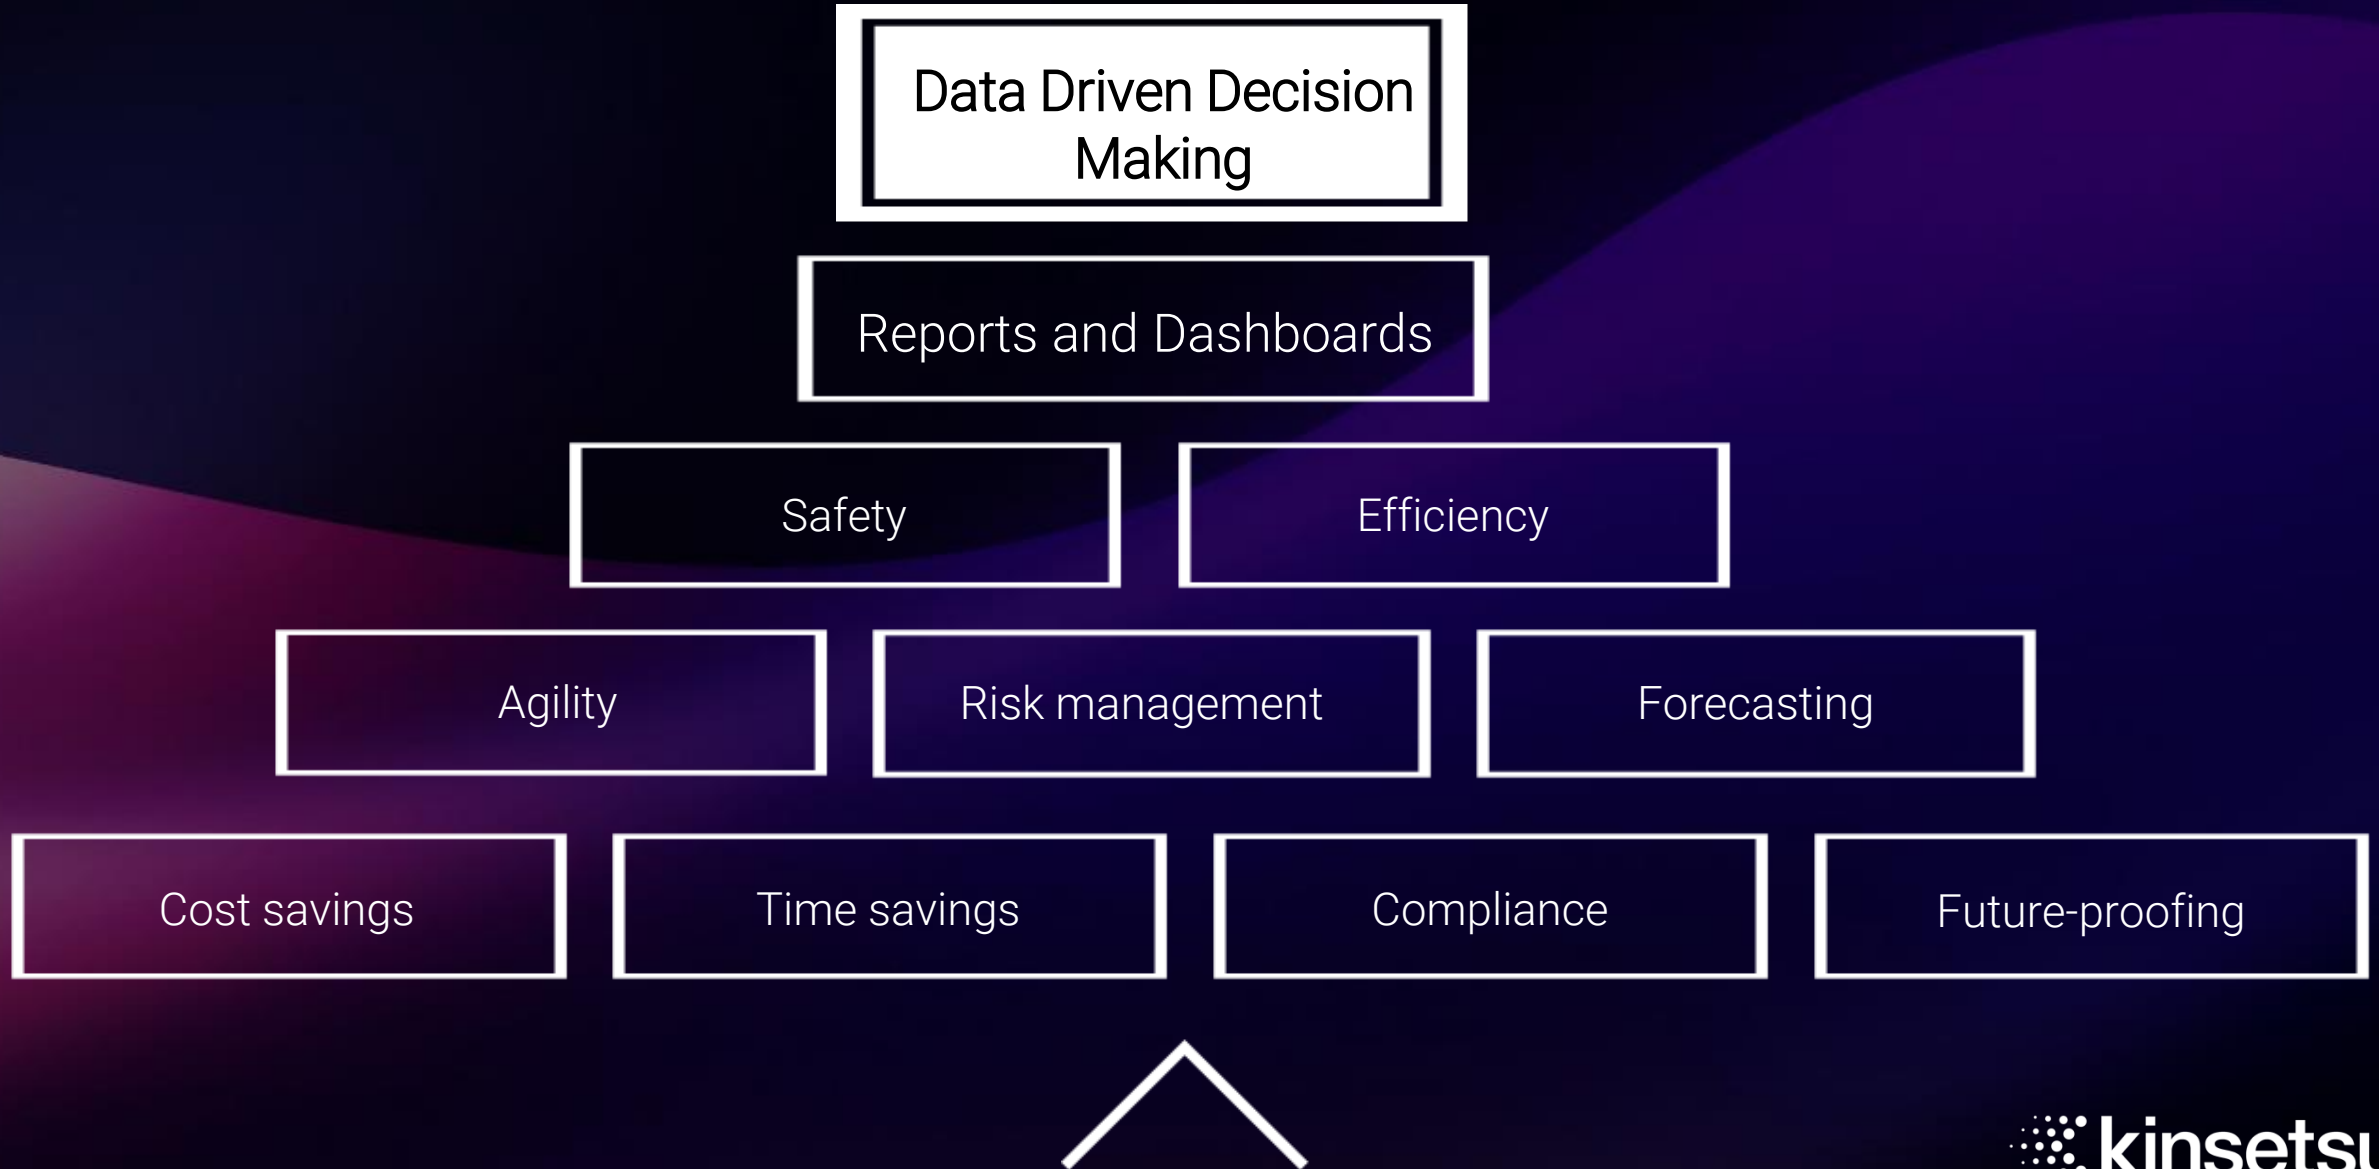 Data Driven Decision
Making
Reports and Dashboards
Safety
Efficiency
Agility
Risk management
Forecasting
Cost savings
Time savings
Compliance
Future-proofing
kinsetsu